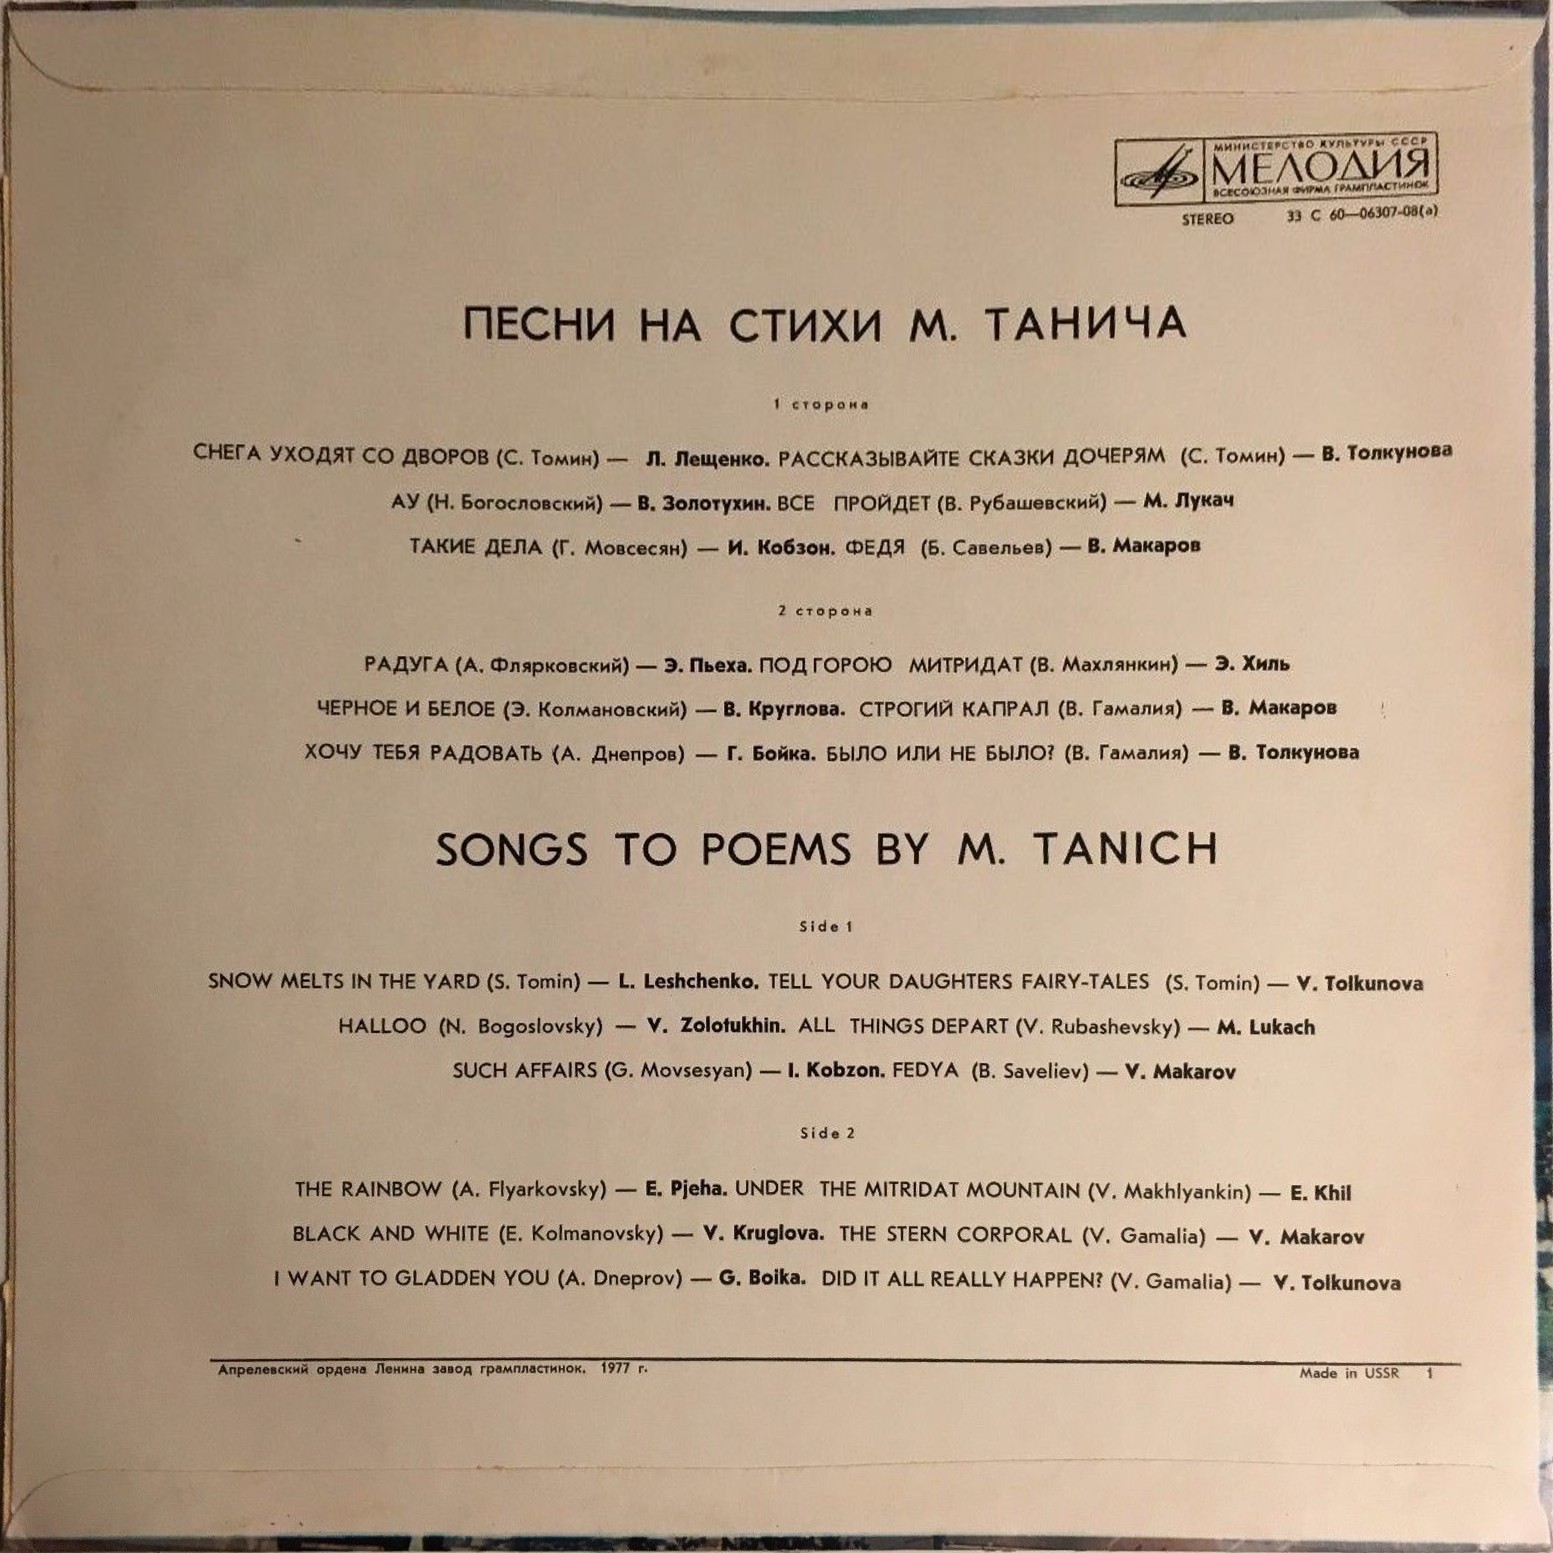 МИНИСТЕРСТВО КУЛЬТУРЫ СССР
МЕЛОДИЯ
ВСЕСОЮЗНАЯ ФИРМА ГРАМПЛАСТИНОК
STEREO 33 С 60—06307-08(а)
ПЕСНИ НА СТИХИ М. ТАНИЧА
1 сторона
СНЕГА УХОДЯТ СО ДВОРОВ (С. Томин) — Л. Лещенко. РАССКАЗЫВАЙТЕ СКАЗКИ ДОЧЕРЯМ (С. Томин) — В. Толкунова
АУ (Н. Богословский) — В. Золотухин. ВСЕ ПРОЙДЕТ (В. Рубашевский) — М. Лукач
ТАКИЕ ДЕЛА (Г. Мовсесян) — И. Кобзон. ФЕДЯ (Б. Савельев) — В. Макаров
2 сторона
РАДУГА (А. Флярковский) — Э. Пьеха. ПОД ГОРОЮ МИТРИДАТ (В. Махлянкин) — Э. Хиль
ЧЕРНОЕ И БЕЛОЕ (Э. Колмановский) — В. Круглова. СТРОГИЙ КАПРАЛ (В. Гамалия) — В. Макаров
ХОЧУ ТЕБЯ РАДОВАТЬ (А. Днепров) — Г. Бойка. БЫЛО ИЛИ НЕ БЫЛО? (В. Гамалия) — В. Толкунова
SONGS TO POEMS BY M. TANICH
Side 1
SNOW MELTS IN THE YARD (S. Tomin) — L. Leshchenko. TELL YOUR DAUGHTERS FAIRY-TALES (S. Tomin) — V. Tolkunova
HALLOO (N. Bogoslovsky) — V. Zolotukhin. ALL THINGS DEPART (V. Rubashevsky) — M. Lukach
SUCH AFFAIRS (G. Movsesyan) — I. Kobzon. FEDYA (B. Saveliev) — V. Makarov
Side 2
THE RAINBOW (A. Flyarkovsky) — E. Pjeha. UNDER THE MITRIDAT MOUNTAIN (V. Makhlyankin) — E. Khil
BLACK AND WHITE (E. Kolmanovsky) — V. Kruglova. THE STERN CORPORAL (V. Gamalia) — V. Makarov
I WANT TO GLADDEN YOU (A. Dneprov) — G. Boika. DID IT ALL REALLY HAPPEN? (V. Gamalia) — V. Tolkunova
Апрелевский ордена Ленина завод грампластинок. 1977 г. Made in USSR 1